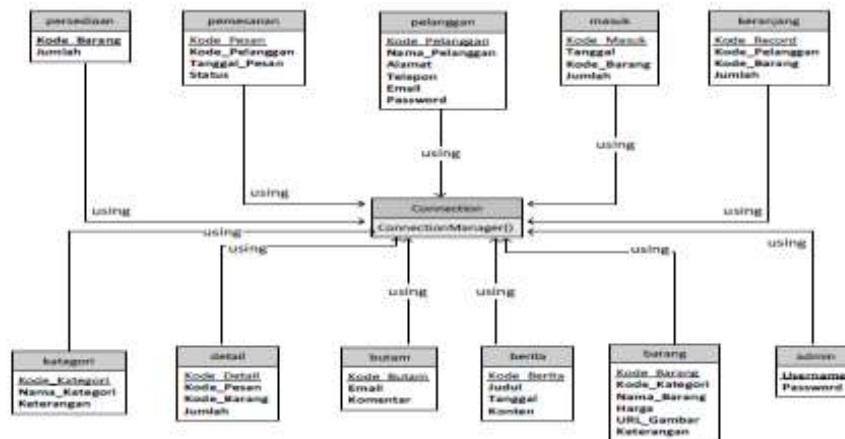 persediaan
Kode_Barang
Jumlah
pemesanan
Kode_Pesan
Kode_Pelanggan
Tanggal_Pesan
Status
pelanggan
Kode_Pelanggan
Nama_Pelanggan
Alamat
Telepon
Email
Password
masuk
Kode_Masuk
Tanggal
Kode_Barang
Jumlah
keranjang
Kode_Record
Kode_Pelanggan
Kode_Barang
Jumlah
using
using
using
using
using
Connection
ConnectionManager()
using
using
using
using
using
using
kategori
Kode_Kategori
Nama_Kategori
Keterangan
detail
Kode_Detail
Kode_Pesan
Kode_Barang
Jumlah
butam
Kode_Butam
Email
Komentar
berita
Kode_Berita
Judul
Tanggal
Konten
barang
Kode_Barang
Kode_Kategori
Nama_Barang
Harga
URL_Gambar
Keterangan
admin
Username
Password